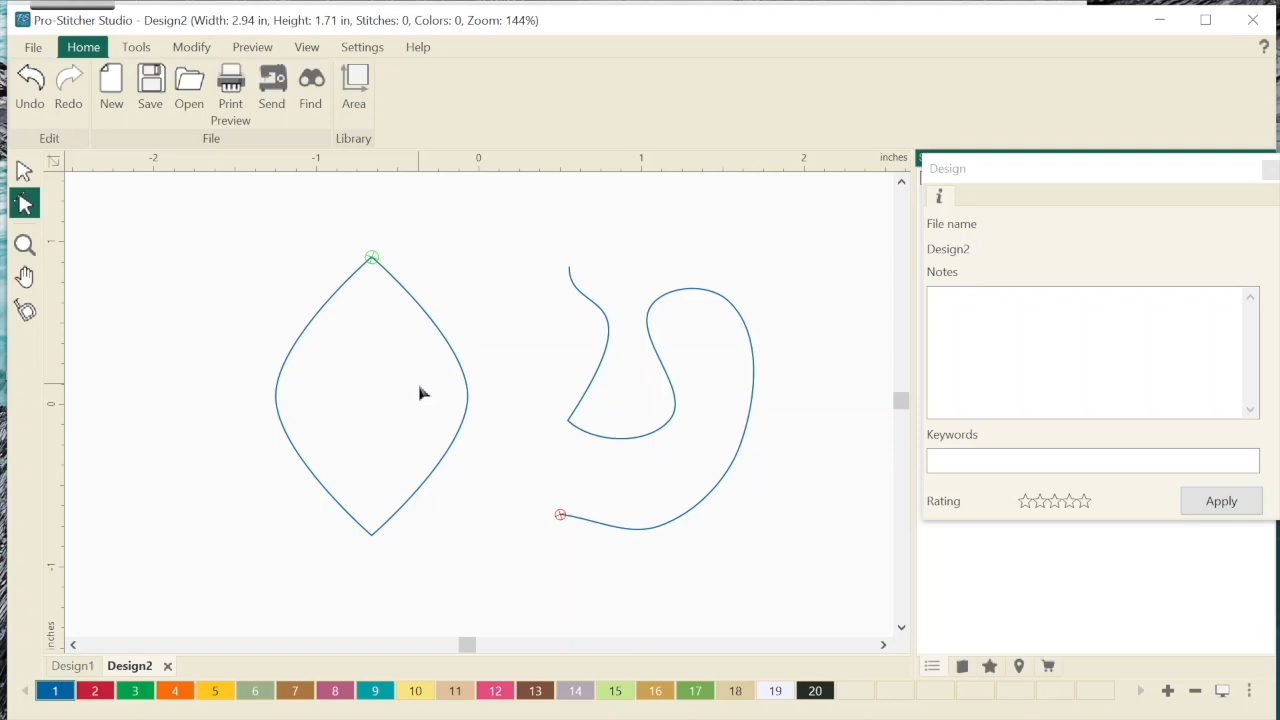 Pro-Stitcher Studio - Design2 (Width: 2.94 in, Height: 1.71 in, Stitches: 0, Colors: 0, Zoom: 144%)
File Home Tools Modify Preview View Settings Help ?
Undo Redo New Save Open Print Preview Send Find Area
Edit File Library
-2 -1 0 1 2 inches
1
0
-1
inches
Design
i
File name
Design2
Notes
Keywords
Rating Apply
Design1 Design2
1 2 3 4 5 6 7 8 9 10 11 12 13 14 15 16 17 18 19 20